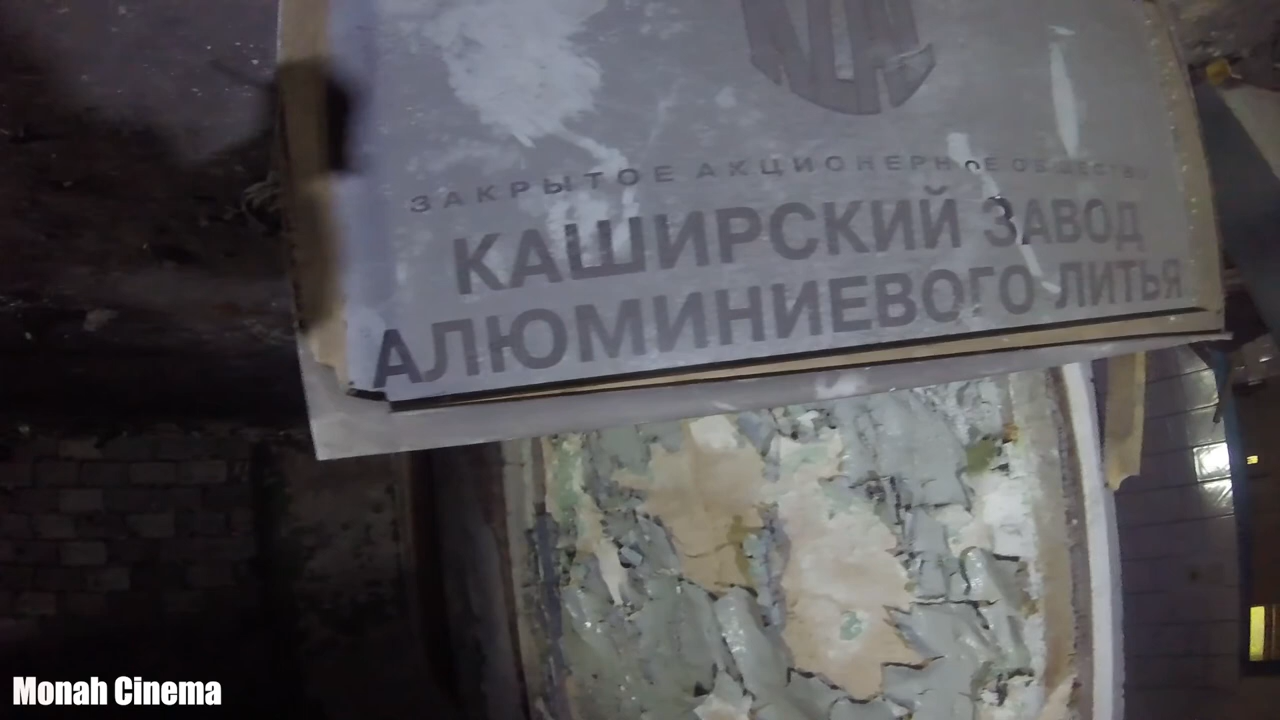 ЗАКРЫТОЕ АКЦИОНЕРНОЕ ОБЩЕСТВО
КАШИРСКИЙ ЗАВОД
АЛЮМИНИЕВОГО ЛИТЬЯ
Monah Cinema